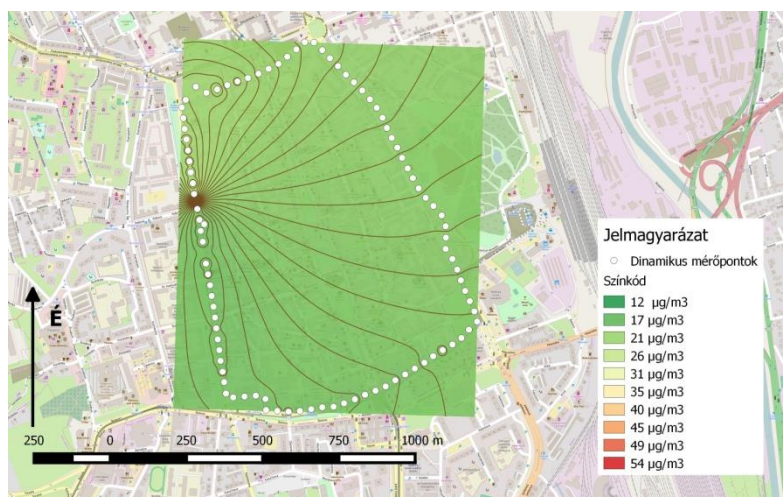 É
250 0 250 500 750 1000 m
Jelmagyarázat
Dinamikus mérőpontok
Színkód
12 µg/m3
17 µg/m3
21 µg/m3
26 µg/m3
31 µg/m3
35 µg/m3
40 µg/m3
45 µg/m3
49 µg/m3
54 µg/m3